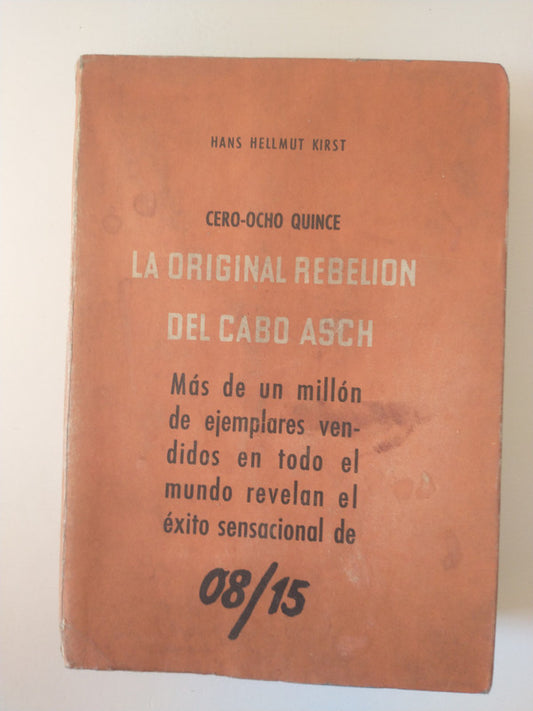 HANS HELLMUT KIRST
CERO-OCHO QUINCE
LA ORIGINAL REBELION
DEL CABO ASCH
Más de un millón
de ejemplares ven-
didos en todo el
mundo revelan el
éxito sensacional de
08/15